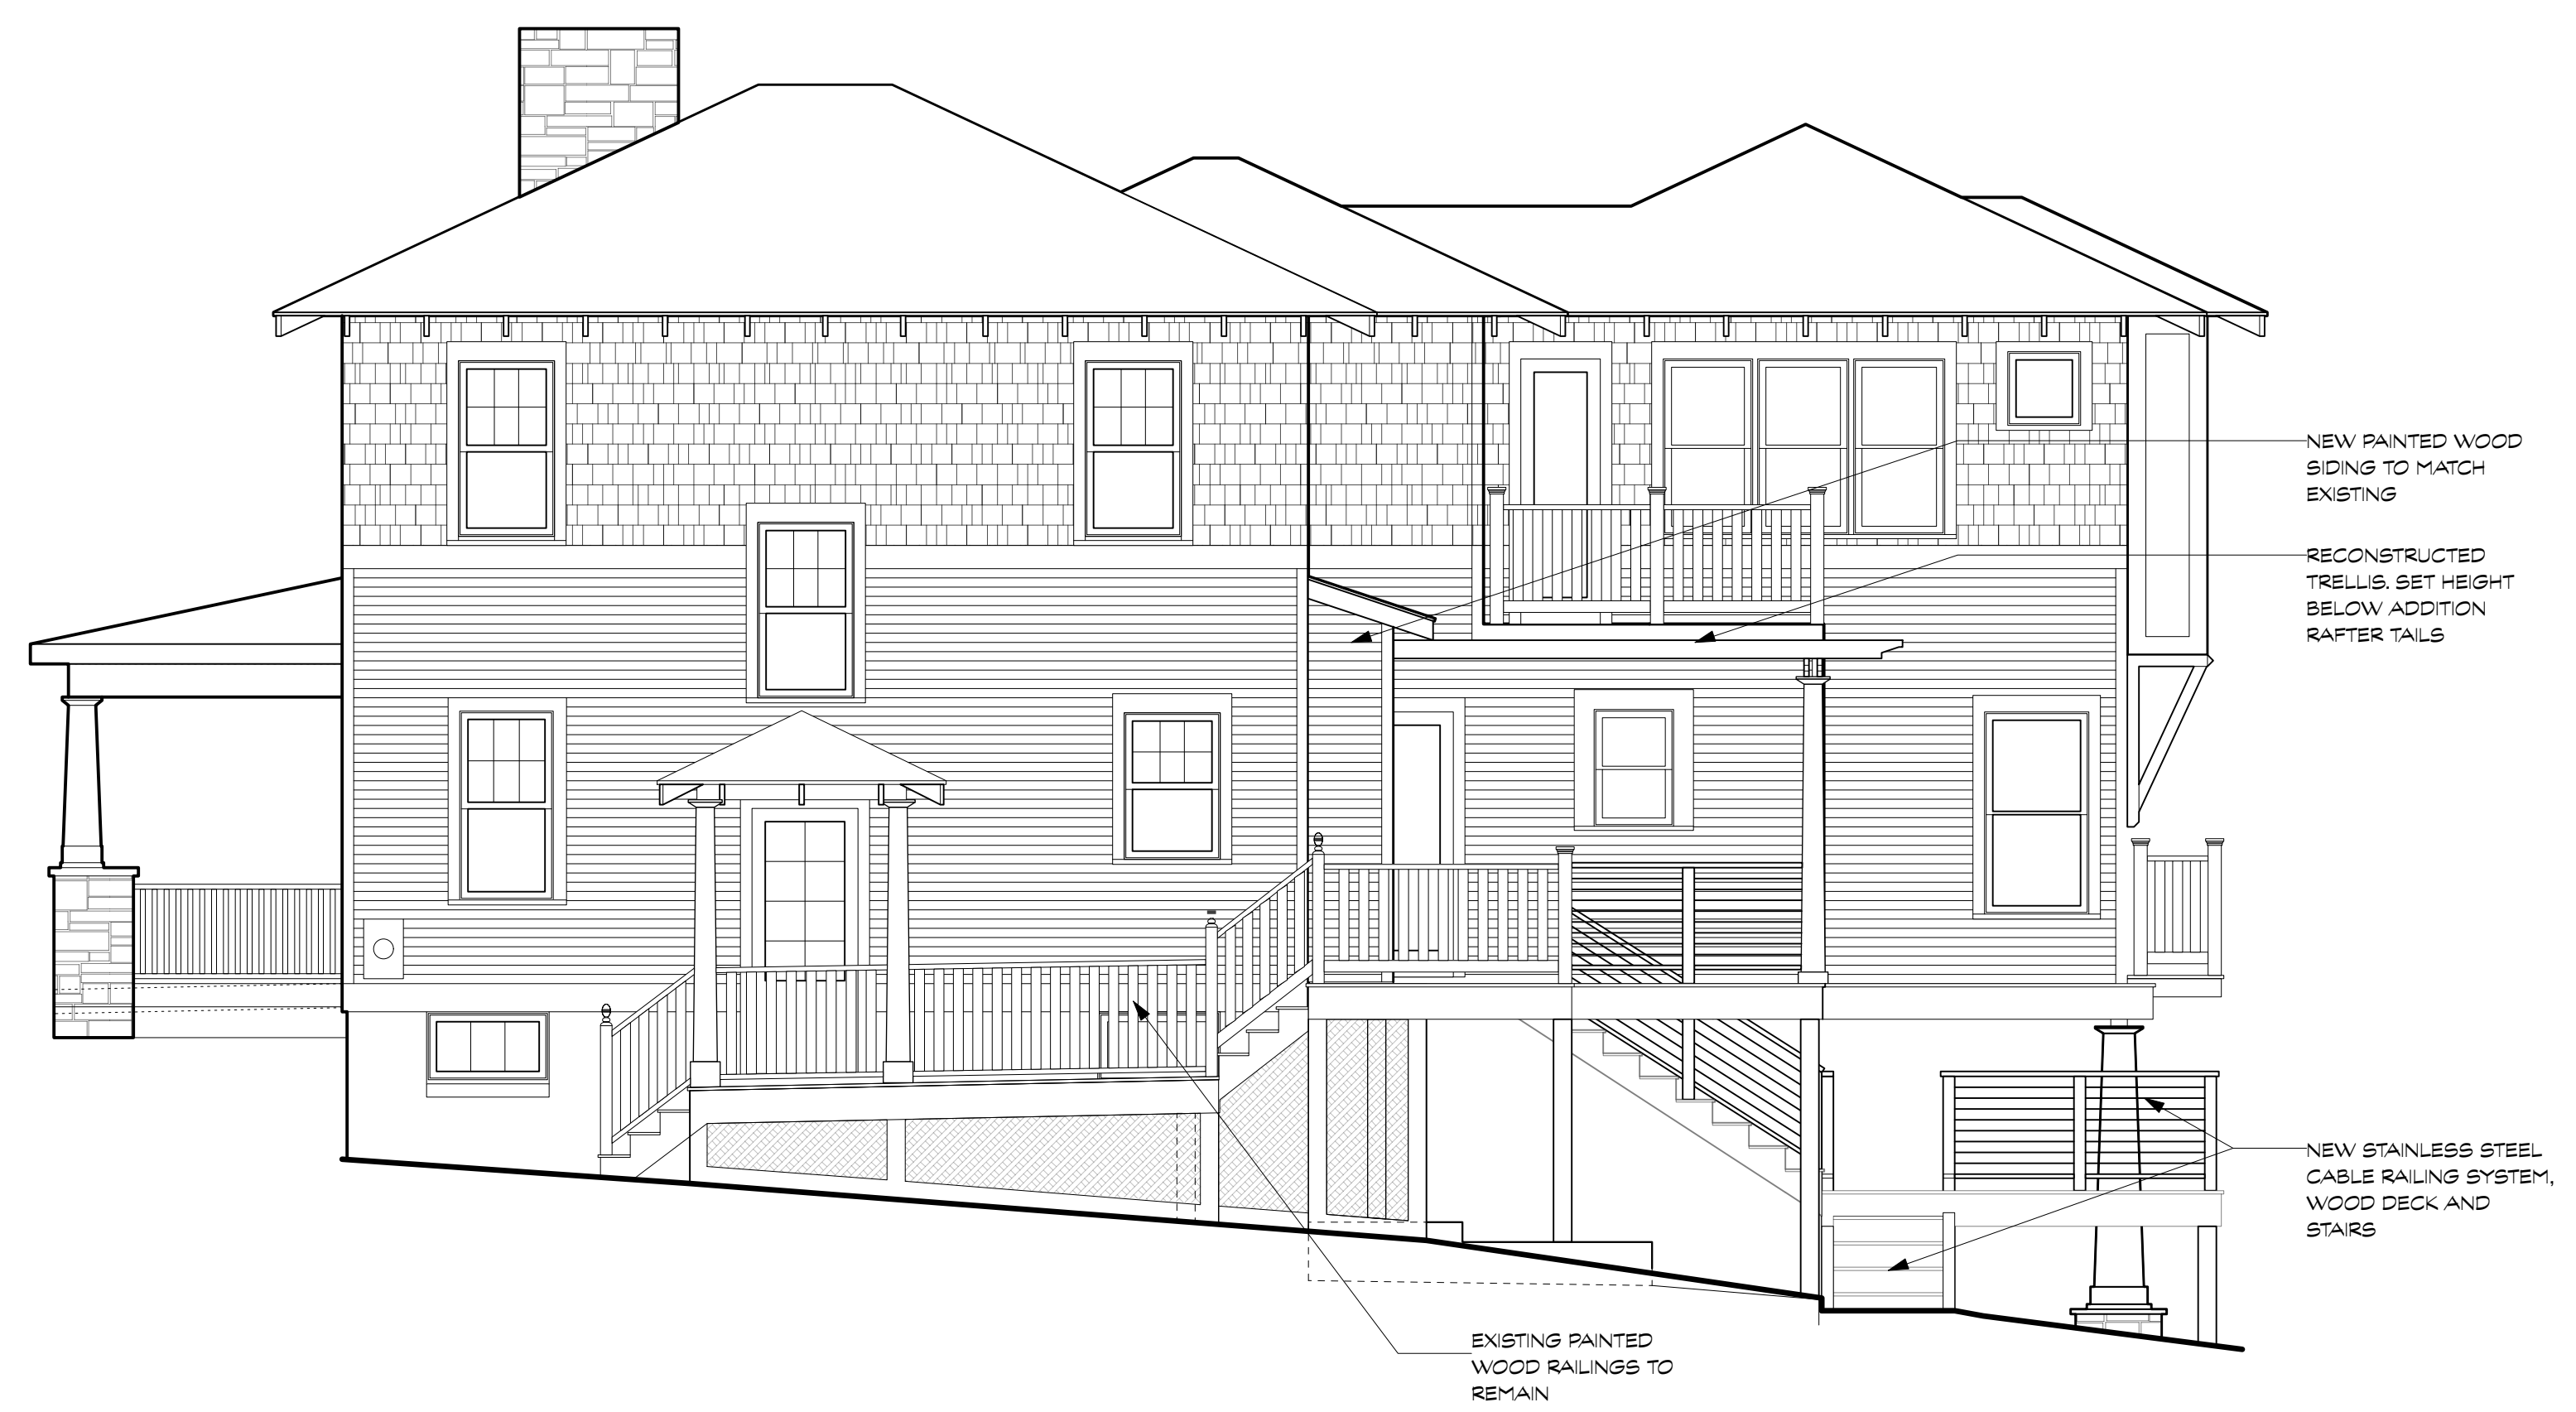 NEW PAINTED WOOD
SIDING TO MATCH
EXISTING
RECONSTRUCTED
TRELLIS. SET HEIGHT
BELOW ADDITION
RAFTER TAILS
NEW STAINLESS STEEL
CABLE RAILING SYSTEM,
WOOD DECK AND
STAIRS
EXISTING PAINTED
WOOD RAILINGS TO
REMAIN